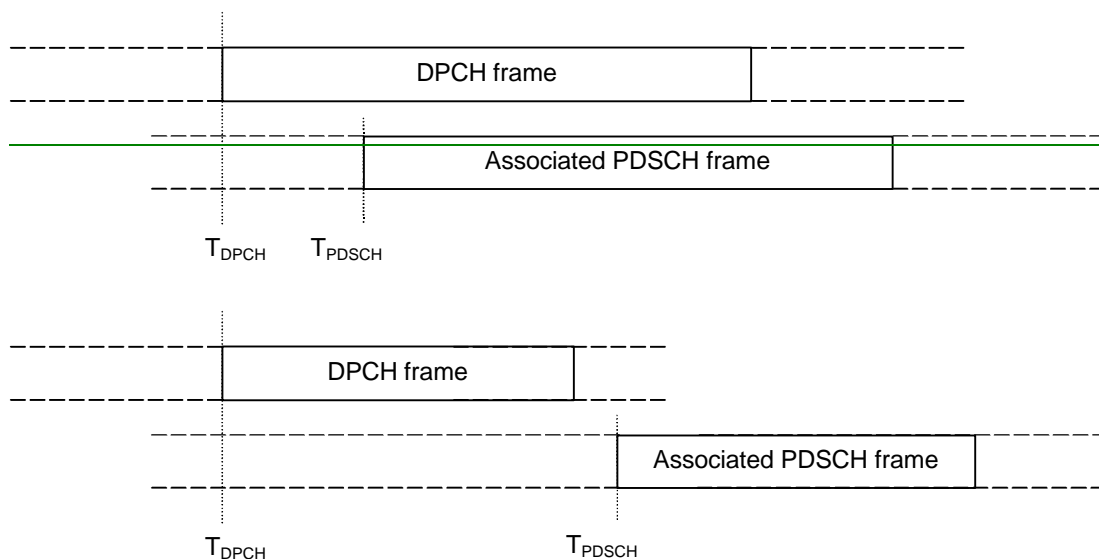 DPCH frame
Associated PDSCH frame
TDPCH TPDSCH
DPCH frame
Associated PDSCH frame
TDPCH TPDSCH